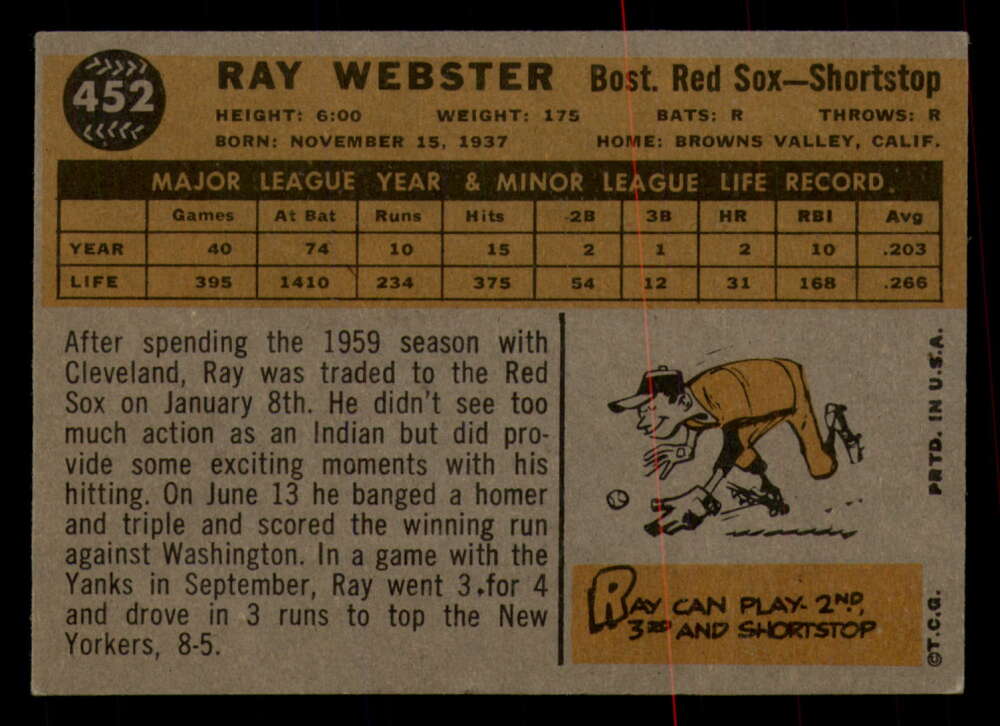 452
RAY WEBSTER Bost. Red Sox—Shortstop
HEIGHT: 6:00 WEIGHT: 175 BATS: R THROWS: R
BORN: NOVEMBER 15, 1937 HOME: BROWNS VALLEY, CALIF.
MAJOR LEAGUE YEAR & MINOR LEAGUE LIFE RECORD
Games At Bat Runs Hits 2B 3B HR RBI Avg
YEAR 40 74 10 15 2 1 2 10 .203
LIFE 395 1410 234 375 54 12 31 168 .266
After spending the 1959 season with
Cleveland, Ray was traded to the Red
Sox on January 8th. He didn't see too
much action as an Indian but did pro-
vide some exciting moments with his
hitting. On June 13 he banged a homer
and triple and scored the winning run
against Washington. In a game with the
Yanks in September, Ray went 3 for 4
and drove in 3 runs to top the New
Yorkers, 8-5.
RAY CAN PLAY 2ND,
3RD AND SHORTSTOP
PRTD. IN U.S.A.
©T.C.G.